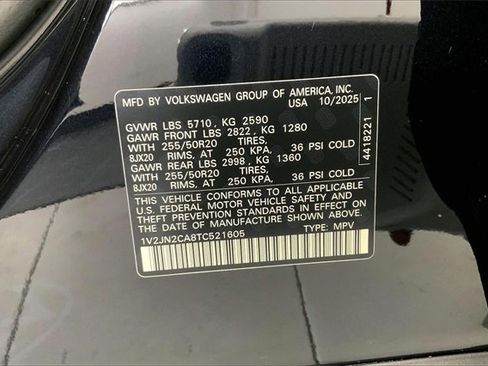 MFD BY VOLKSWAGEN GROUP OF AMERICA, INC.
USA 10/2025
GVWR LBS 5710 , KG 2590
GAWR FRONT LBS 2822 , KG 1280
WITH 255/50R20 TIRES,
8JX20 RIMS, AT 250 KPA, 36 PSI COLD
GAWR REAR LBS 2998 , KG 1360
WITH 255/50R20 TIRES,
8JX20 RIMS, AT 250 KPA, 36 PSI COLD
THIS VEHICLE CONFORMS TO ALL APPLICABLE
U.S. FEDERAL MOTOR VEHICLE SAFETY AND
THEFT PREVENTION STANDARDS IN EFFECT ON
THE DATE OF MANUFACTURE SHOWN ABOVE.
1V2JN2CA8TC521605 TYPE: MPV
4418221 1